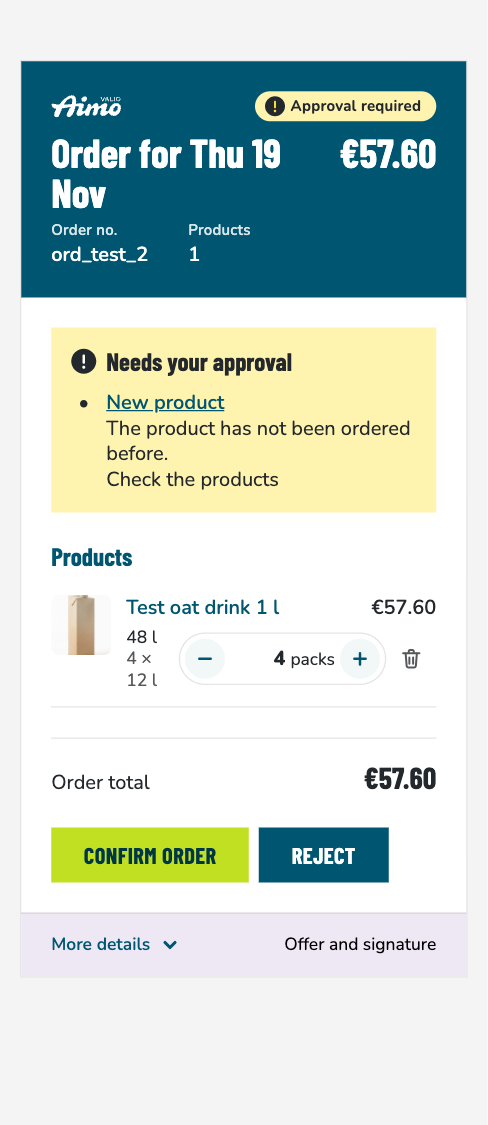 Aimo VALIO
Approval required
Order for Thu 19
Nov
€57.60
Order no.
Products
ord_test_2
1
Needs your approval
• New product
The product has not been ordered
before.
Check the products
Products
Test oat drink 1 l
€57.60
48 l
4 ×
12 l
− 4 packs +
Order total
€57.60
CONFIRM ORDER
REJECT
More details
Offer and signature